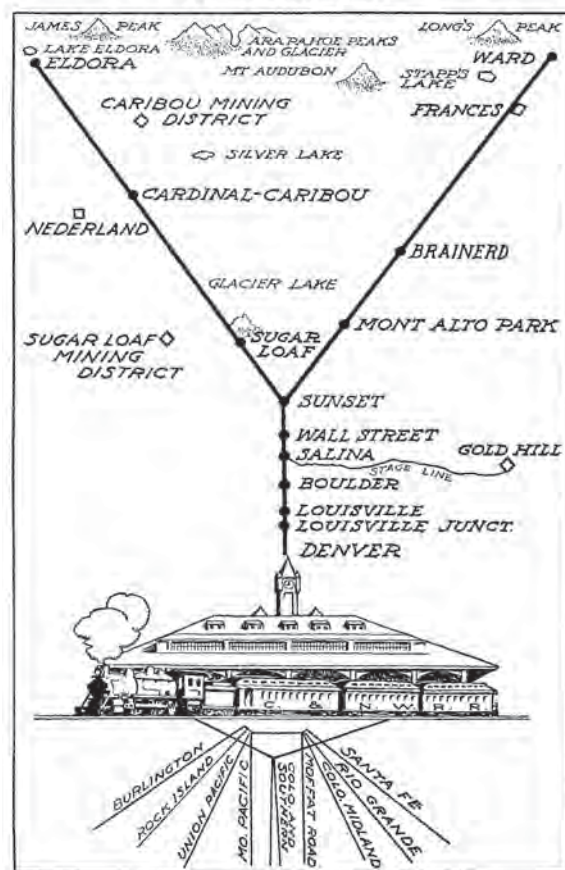 JAMES PEAK
LONG'S PEAK
ARAPAHOE PEAKS
AND GLACIER
LAKE ELDORA
ELDORA
WARD
MT AUDUBON
STAPP'S
LAKE
CARIBOU MINING
DISTRICT
FRANCES
SILVER LAKE
CARDINAL-CARIBOU
NEDERLAND
BRAINERD
GLACIER LAKE
MONT ALTO PARK
SUGAR LOAF
MINING
DISTRICT
SUGAR
LOAF
SUNSET
WALL STREET
SALINA
GOLD HILL
STAGE LINE
BOULDER
LOUISVILLE
LOUISVILLE JUNCT.
DENVER
C & N W R R
BURLINGTON
ROCK ISLAND
UNION PACIFIC
MO. PACIFIC
COLO. AND
SOUTHERN
MOFFAT ROAD
COLO. MIDLAND
RIO GRANDE
SANTA FE